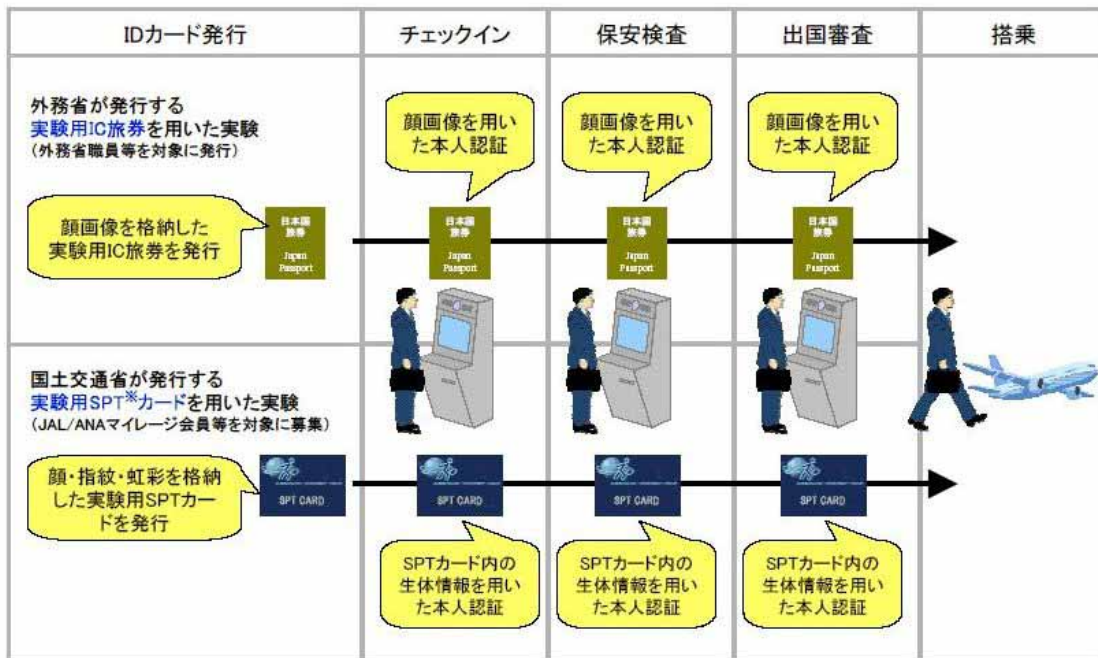 IDカード発行
チェックイン
保安検査
出国審査
搭乗
外務省が発行する
実験用IC旅券を用いた実験
(外務省職員等を対象に発行)
顔画像を格納した
実験用IC旅券を発行
日本国
旅券
Japan
Passport
顔画像を用い
た本人認証
日本国
旅券
Japan
Passport
顔画像を用い
た本人認証
日本国
旅券
Japan
Passport
顔画像を用い
た本人認証
日本国
旅券
Japan
Passport
国土交通省が発行する
実験用SPT※カードを用いた実験
(JAL/ANAマイレージ会員等を対象に募集)
顔・指紋・虹彩を格納
した実験用SPTカー
ドを発行
SPT CARD
SPT CARD
SPT CARD
SPT CARD
SPTカード内の
生体情報を用い
た本人認証
SPTカード内の
生体情報を用い
た本人認証
SPTカード内の
生体情報を用い
た本人認証